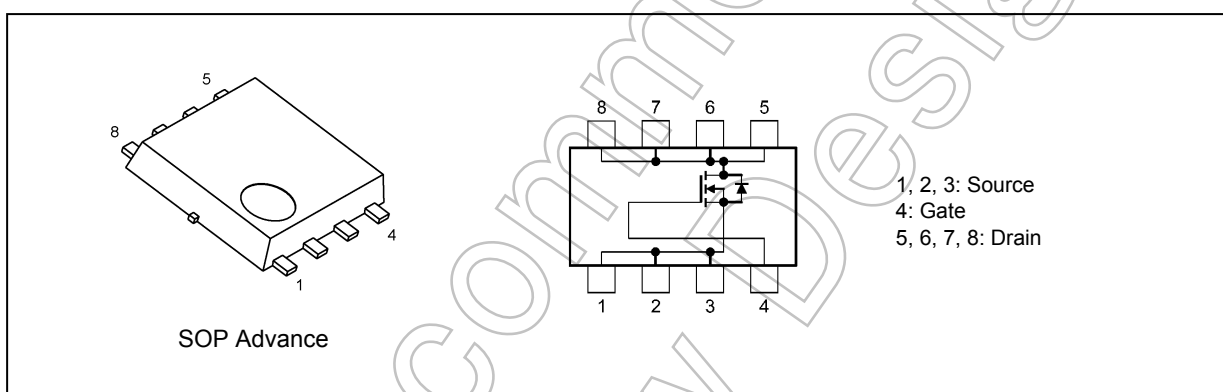 5
8
4
1
SOP Advance
8 7 6 5
1 2 3 4
1, 2, 3: Source
4: Gate
5, 6, 7, 8: Drain